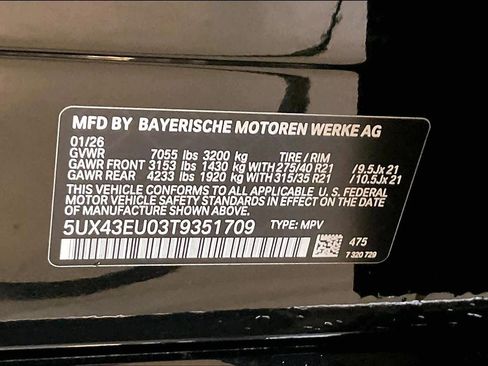 MFD BY BAYERISCHE MOTOREN WERKE AG
01/26
GVWR 7055 lbs 3200 kg TIRE / RIM
GAWR FRONT 3153 lbs 1430 kg WITH 275/40 R21 / 9.5Jx21
GAWR REAR 4233 lbs 1920 kg WITH 315/35 R21 / 10.5Jx21
THIS VEHICLE CONFORMS TO ALL APPLICABLE U. S. FEDERAL
MOTOR VEHICLE SAFETY STANDARDS IN EFFECT ON THE
DATE OF MANUFACTURE SHOWN ABOVE.
5UX43EU03T9351709 TYPE: MPV
475
7 320 729